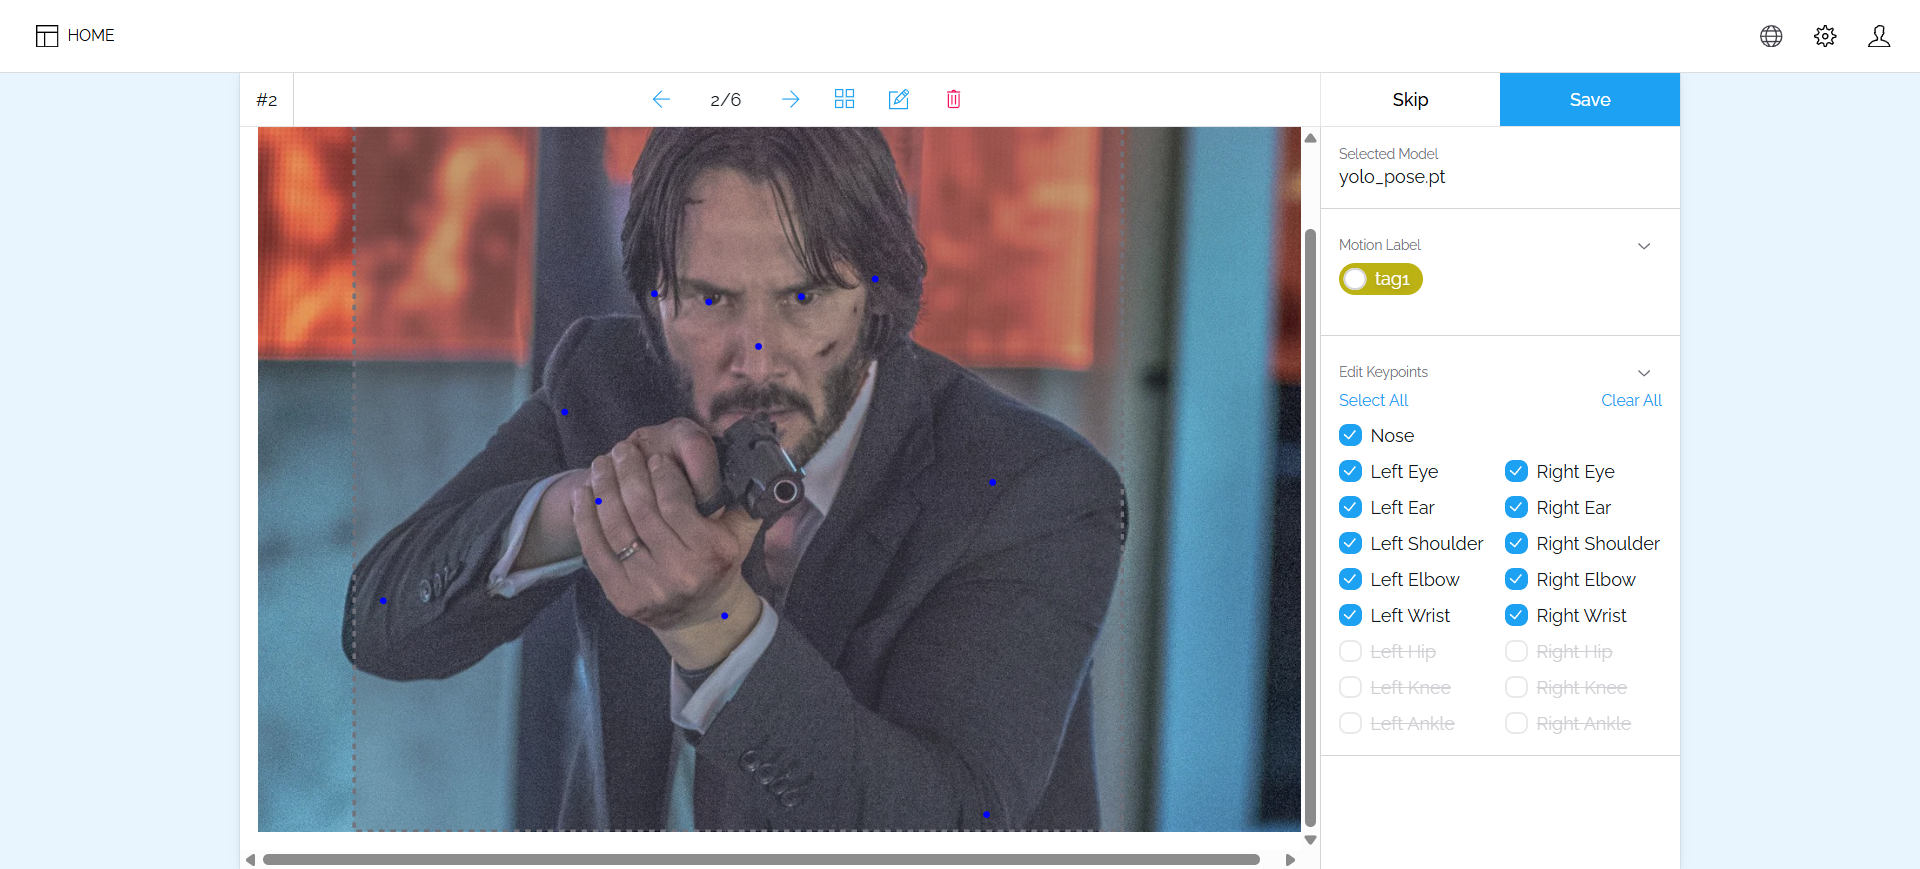 HOME
#2
2/6
Skip
Save
Selected Model
yolo_pose.pt
Motion Label
tag1
Edit Keypoints
Select All
Clear All
Nose
Left Eye
Right Eye
Left Ear
Right Ear
Left Shoulder
Right Shoulder
Left Elbow
Right Elbow
Left Wrist
Right Wrist
Left Hip
Right Hip
Left Knee
Right Knee
Left Ankle
Right Ankle